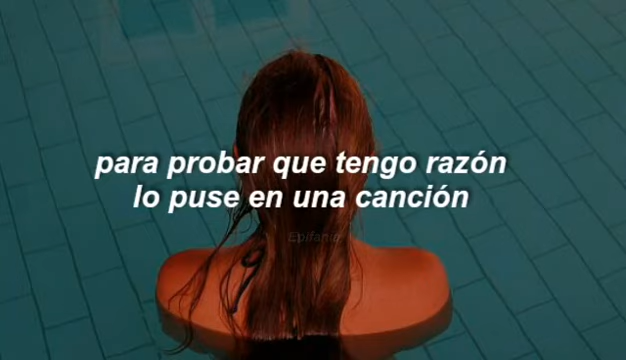 para probar que tengo razón
lo puse en una canción